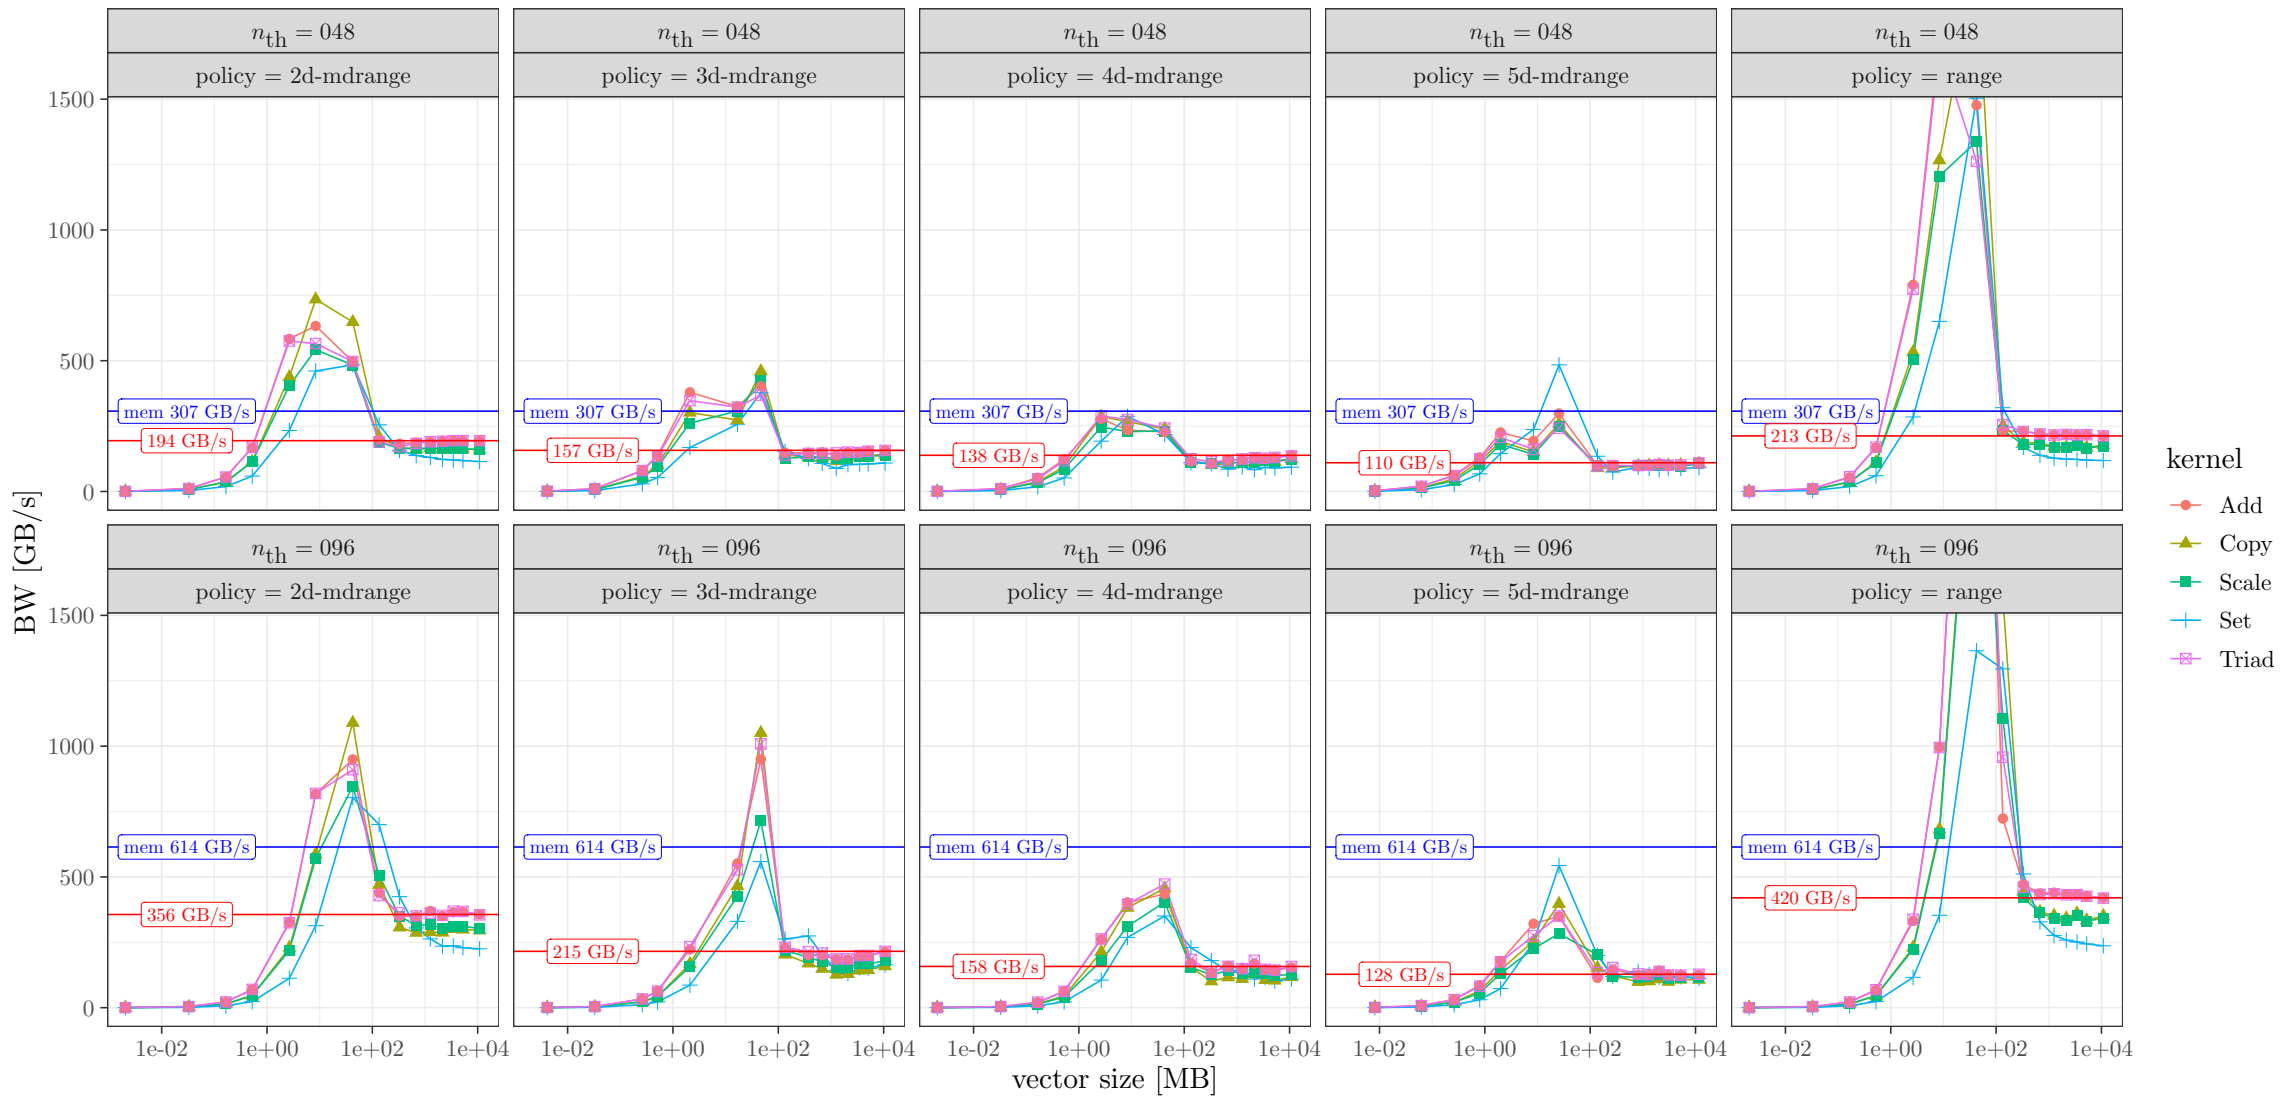 n_th = 048
policy = 2d-mdrange
n_th = 048
policy = 3d-mdrange
n_th = 048
policy = 4d-mdrange
n_th = 048
policy = 5d-mdrange
n_th = 048
policy = range
1500
1000
500
0
mem 307 GB/s
194 GB/s
mem 307 GB/s
157 GB/s
mem 307 GB/s
138 GB/s
mem 307 GB/s
110 GB/s
mem 307 GB/s
213 GB/s
n_th = 096
policy = 2d-mdrange
n_th = 096
policy = 3d-mdrange
n_th = 096
policy = 4d-mdrange
n_th = 096
policy = 5d-mdrange
n_th = 096
policy = range
1500
1000
500
0
mem 614 GB/s
356 GB/s
mem 614 GB/s
215 GB/s
mem 614 GB/s
158 GB/s
mem 614 GB/s
128 GB/s
mem 614 GB/s
420 GB/s
1e-02 1e+00 1e+02 1e+04
1e-02 1e+00 1e+02 1e+04
1e-02 1e+00 1e+02 1e+04
1e-02 1e+00 1e+02 1e+04
1e-02 1e+00 1e+02 1e+04
vector size [MB]
BW [GB/s]
kernel
Add
Copy
Scale
Set
Triad